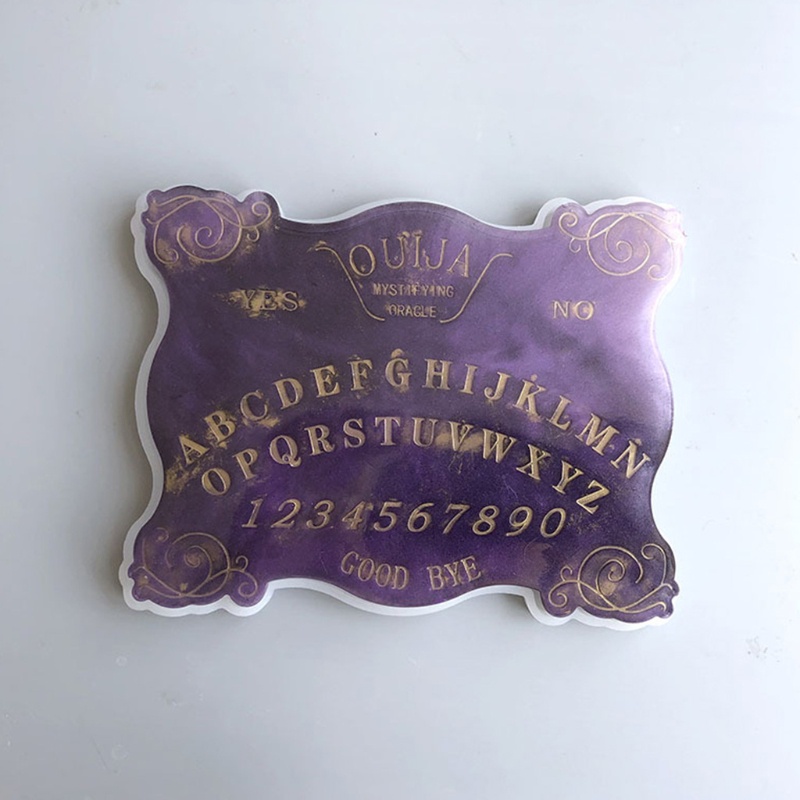 OUIJA
MYSTIFYING
ORACLE
YES NO
ABCDEFGHIJKLMN
OPQRSTUVWXYZ
1234567890
GOOD BYE